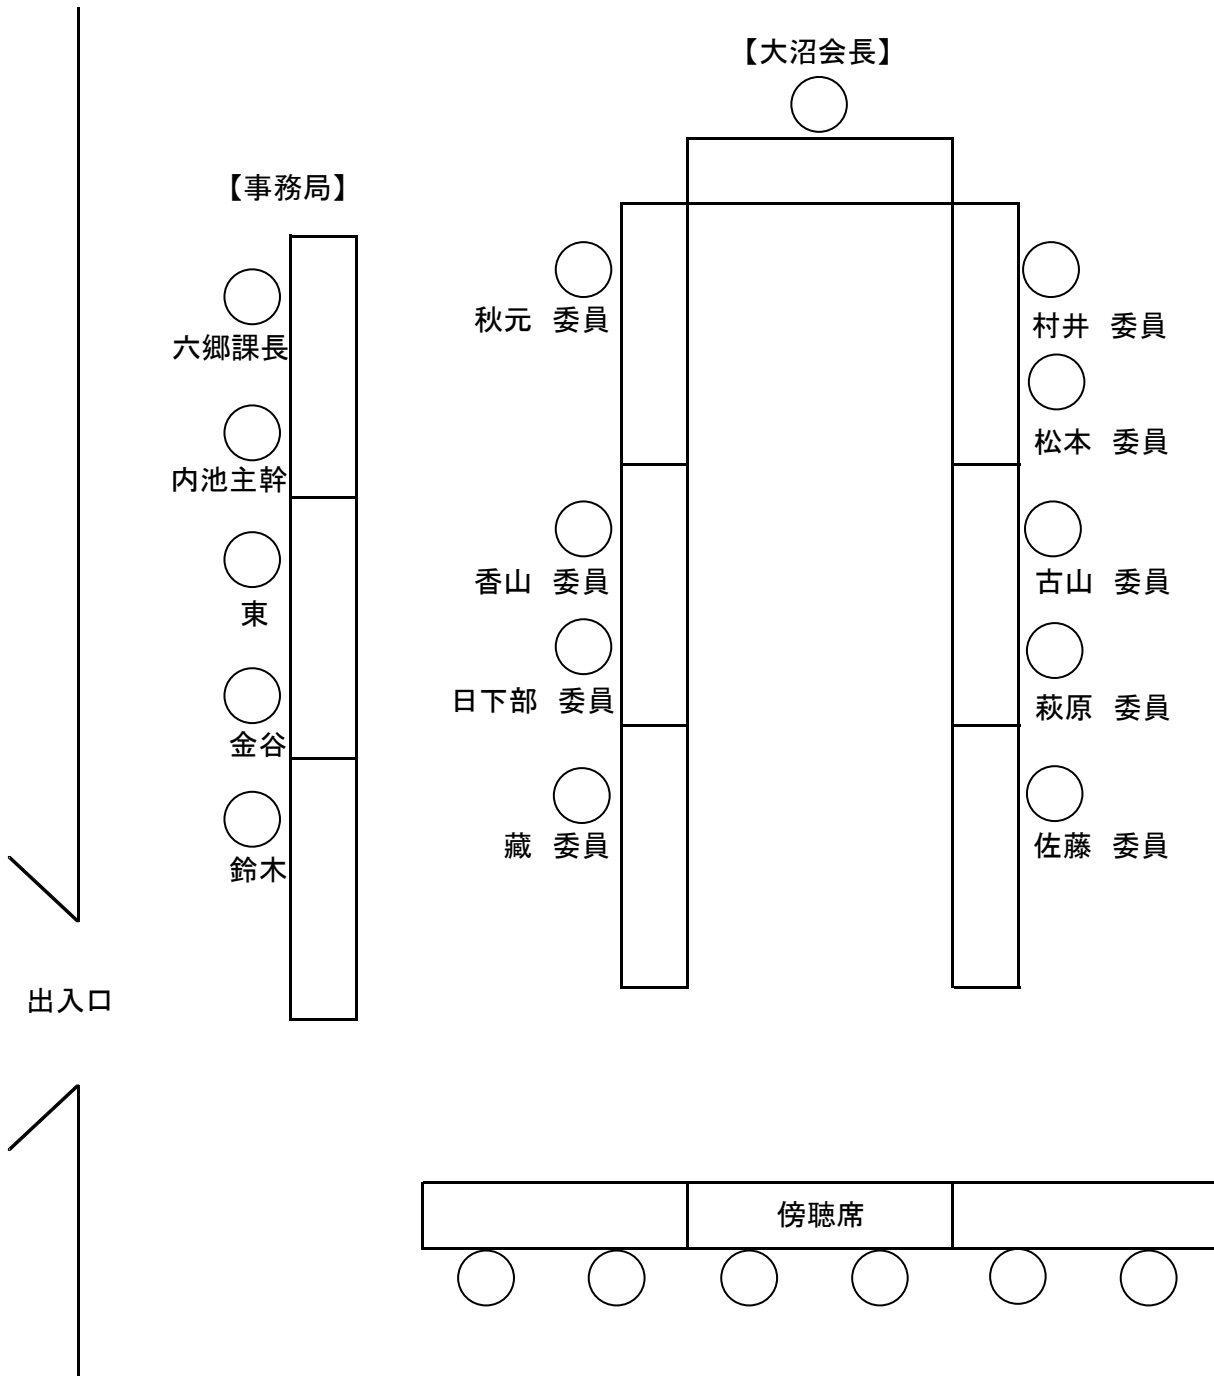 【大沼会長】
【事務局】
六郷課長
内池主幹
東
金谷
鈴木
秋元 委員
香山 委員
日下部 委員
藏 委員
村井 委員
松本 委員
古山 委員
萩原 委員
佐藤 委員
出入口
傍聴席